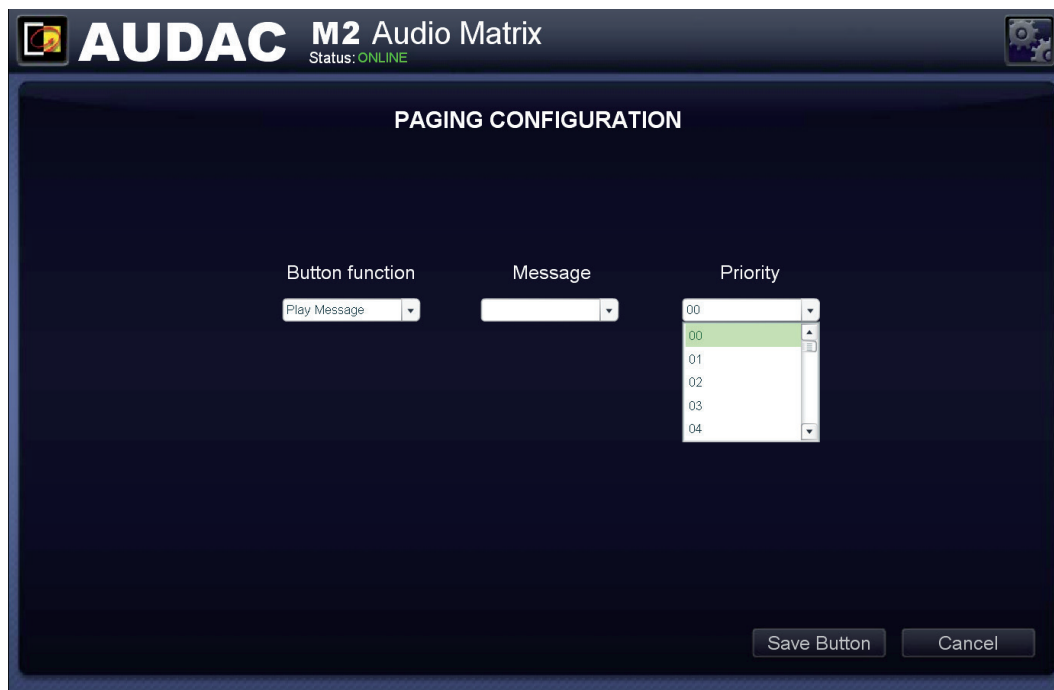 AUDAC M2 Audio Matrix
Status: ONLINE
PAGING CONFIGURATION
Button function Message Priority
Play Message 00
00
01
02
03
04
Save Button Cancel